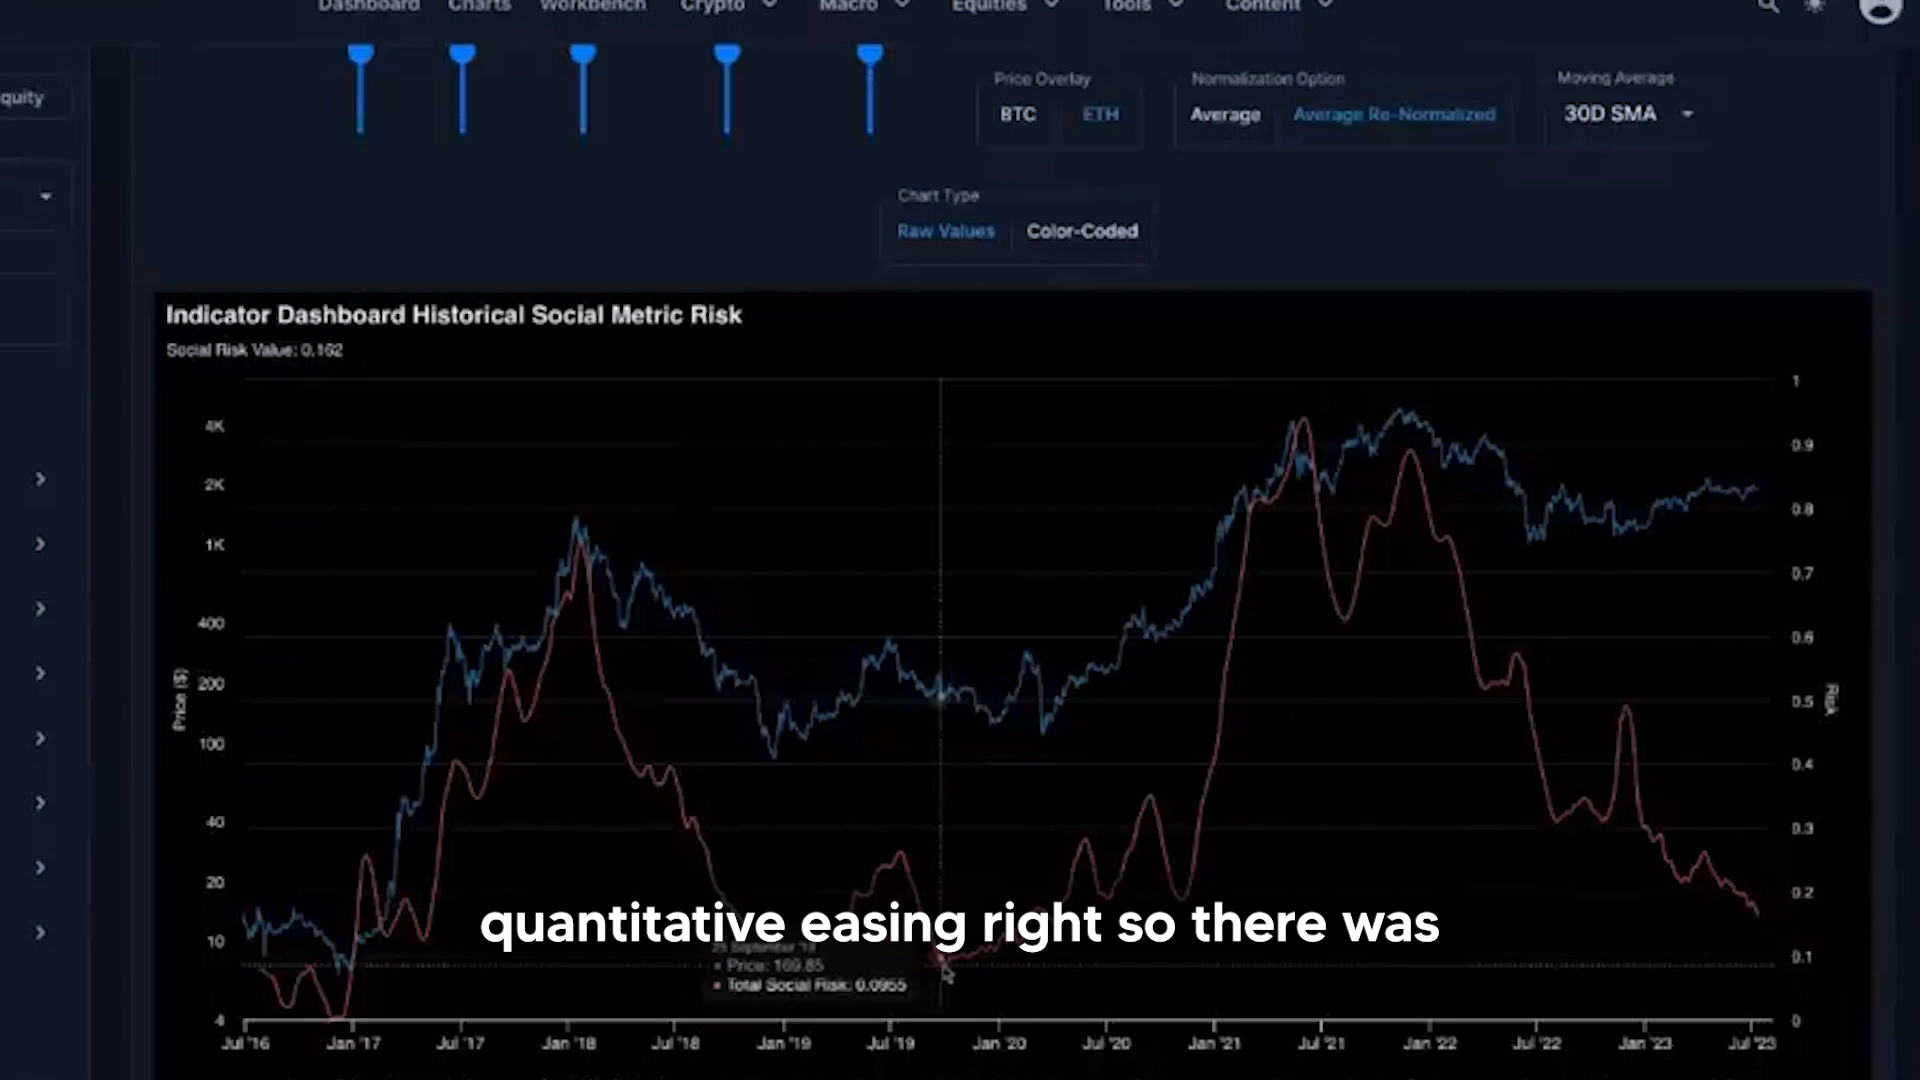 Dashboard Charts Workbench Crypto Macro Equities Tools Content
quity
Price Overlay
BTC ETH
Normalization Option
Average Average Re-Normalized
Moving Average
30D SMA
Chart Type
Raw Values Color-Coded
Indicator Dashboard Historical Social Metric Risk
Social Risk Value: 0.162
4K
2K
1K
400
200
100
40
20
10
4
Price ($)
1
0.9
0.8
0.7
0.6
0.5
0.4
0.3
0.2
0.1
0
Risk
quantitative easing right so there was
Price: 169.85
Total Social Risk: 0.0955
Jul '16 Jan '17 Jul '17 Jan '18 Jul '18 Jan '19 Jul '19 Jan '20 Jul '20 Jan '21 Jul '21 Jan '22 Jul '22 Jan '23 Jul '23